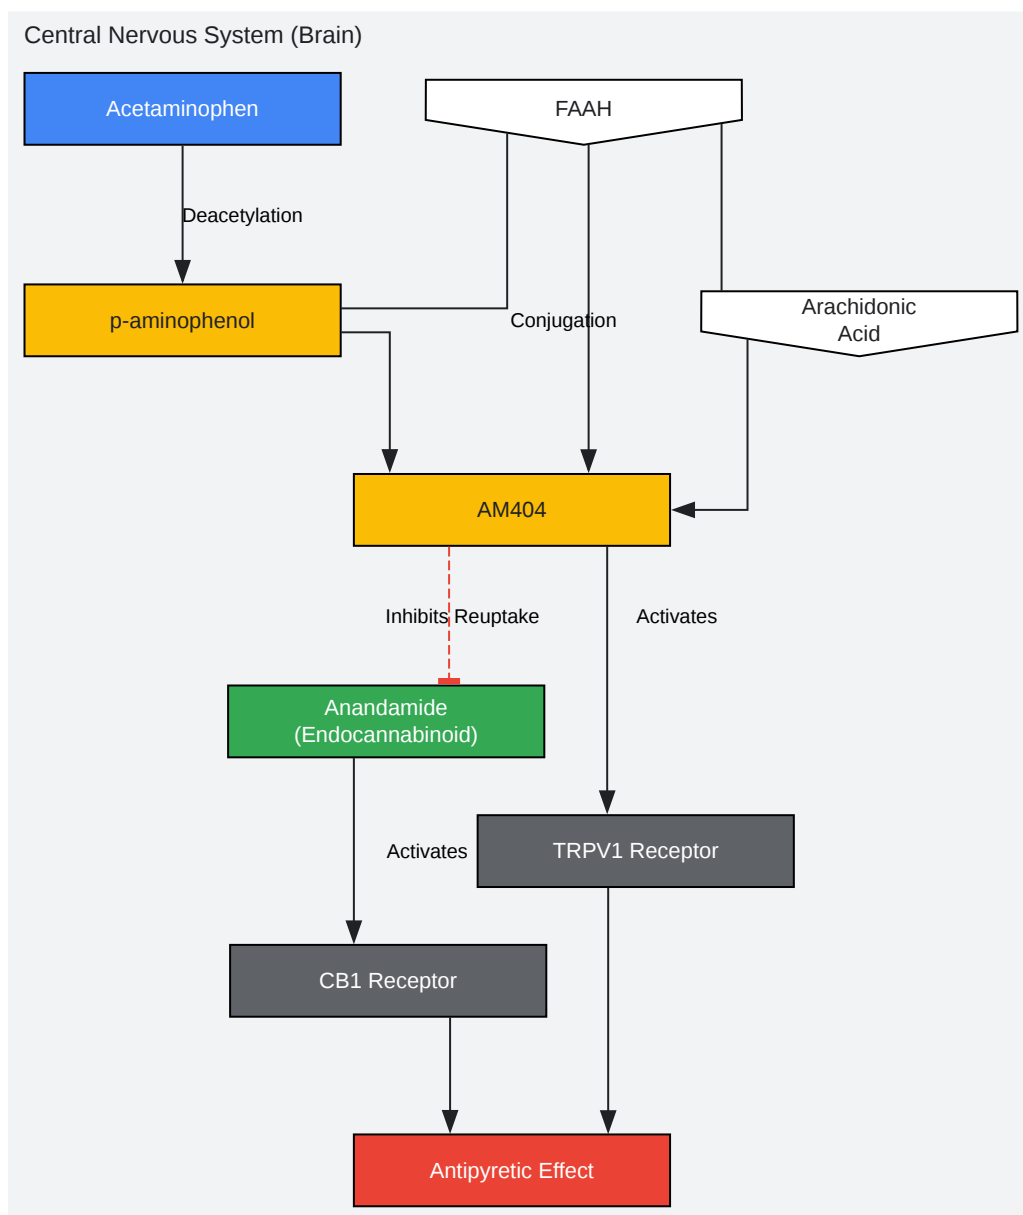 Central Nervous System (Brain)
Acetaminophen
FAAH
Deacetylation
p-aminophenol
Conjugation
Arachidonic
Acid
AM404
Inhibits Reuptake
Activates
Anandamide
(Endocannabinoid)
Activates
TRPV1 Receptor
CB1 Receptor
Antipyretic Effect